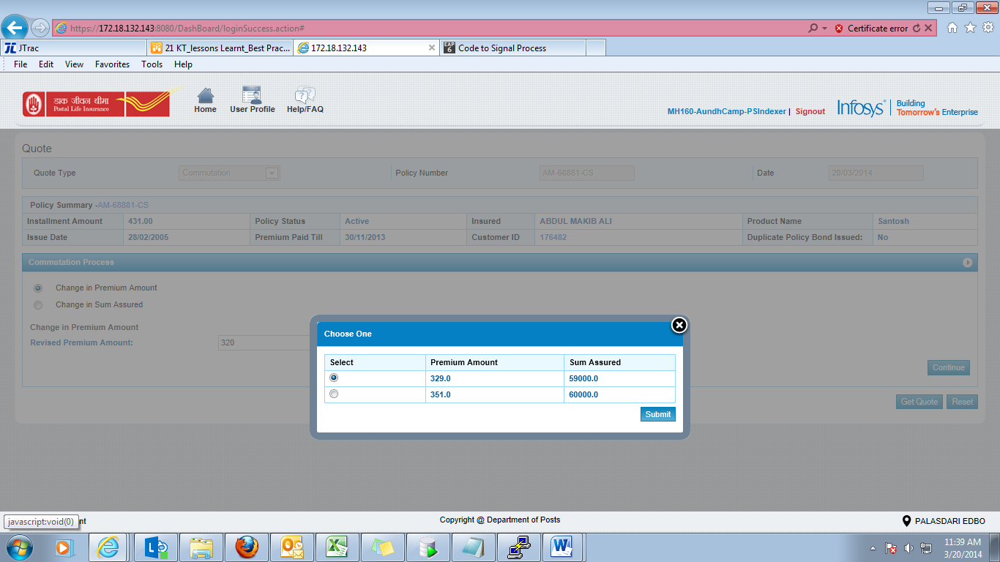 https://172.18.132.143:8080/DashBoard/loginSuccess.action#
Certificate error
JTrac
21 KT_lessons Learnt_Best Prac...
172.18.132.143
CAP 6
Code to Signal Process
File Edit View Favorites Tools Help
डाक जीवन बीमा
Postal Life Insurance
Home
User Profile
Help/FAQ
MH160-AundhCamp-PSIndexer | Signout
Infosys® | Building
Tomorrow's Enterprise
Quote
Quote Type Commutation Policy Number AM-68881-CS Date 20/03/2014
Policy Summary -AM-68881-CS
Installment Amount 431.00 Policy Status Active Insured ABDUL MAKIB ALI Product Name Santosh
Issue Date 28/02/2005 Premium Paid Till 30/11/2013 Customer ID 176482 Duplicate Policy Bond Issued: No
Commutation Process
Change in Premium Amount
Change in Sum Assured
Change in Premium Amount
Revised Premium Amount: 320
Continue
Get Quote Reset
Choose One
Select Premium Amount Sum Assured
329.0 59000.0
351.0 60000.0
Submit
javascript:void(0) nt
Copyright @ Department of Posts
PALASDARI EDBO
11:39 AM
3/20/2014